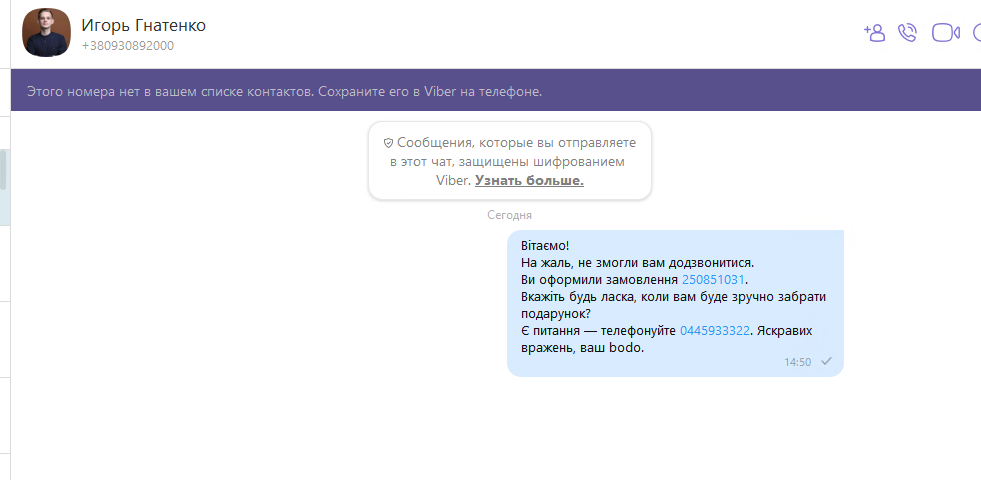 Игорь Гнатенко
+380930892000
Этого номера нет в вашем списке контактов. Сохраните его в Viber на телефоне.
Сообщения, которые вы отправляете
в этот чат, защищены шифрованием
Viber. Узнать больше.
Сегодня
Вітаємо!
На жаль, не змогли вам додзвонитися.
Ви оформили замовлення 250851031.
Вкажіть будь ласка, коли вам буде зручно забрати
подарунок?
Є питання — телефонуйте 0445933322. Яскравих
вражень, ваш bodo.
14:50